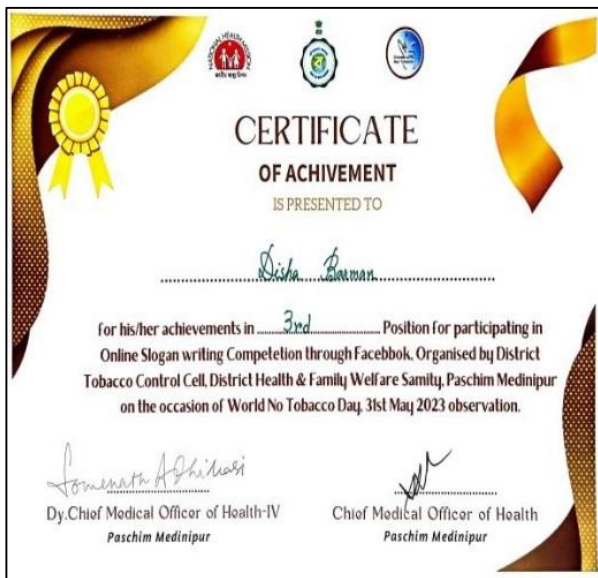 NATIONAL HEALTH MISSION
CERTIFICATE
OF ACHIVEMENT
IS PRESENTED TO
Disha Barman
for his/her achievements in 3rd Position for participating in
Online Slogan writing Competetion through Facebbok. Organised by District
Tobacco Control Cell, District Health & Family Welfare Samity, Paschim Medinipur
on the occasion of World No Tobacco Day, 31st May 2023 observation.
Somenath Adhikari
Dy.Chief Medical Officer of Health-IV
Paschim Medinipur
Chief Medical Officer of Health
Paschim Medinipur